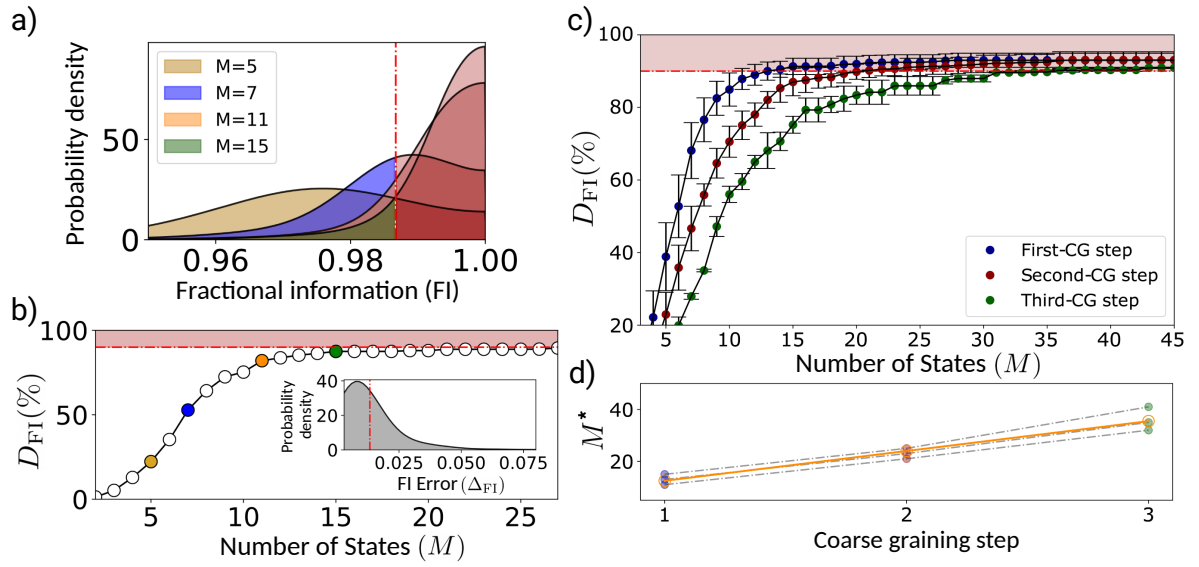 a)
Probability density
50
0
0.96
0.98
1.00
Fractional information (FI)
M=5
M=7
M=11
M=15
b)
D_FI(%)
100
50
0
5
10
15
20
25
Number of States (M)
Probability
density
40
20
0
0.025
0.050
0.075
FI Error (Δ_FI)
c)
D_FI(%)
100
80
60
40
20
5
10
15
20
25
30
35
40
45
Number of States (M)
First-CG step
Second-CG step
Third-CG step
d)
M*
40
20
1
2
3
Coarse graining step